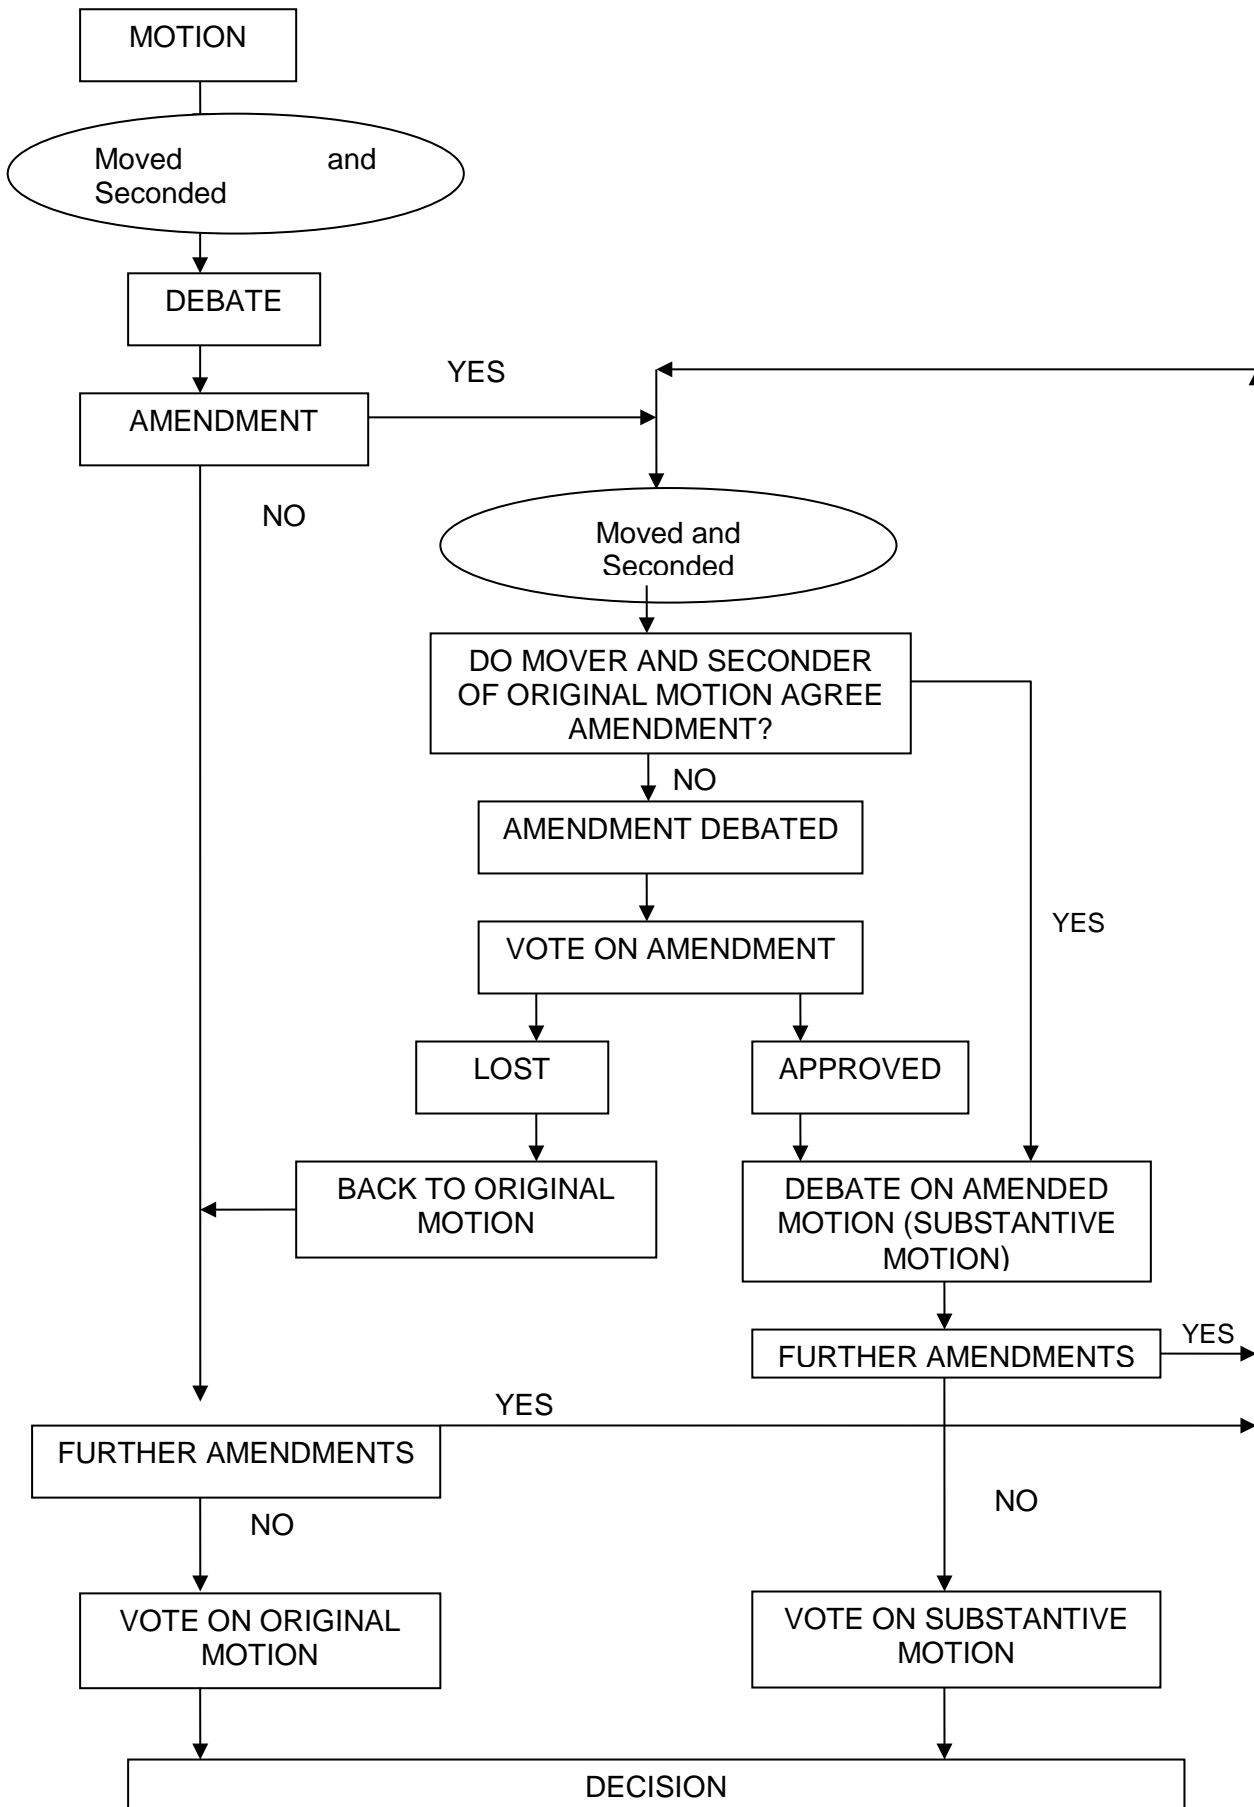 MOTION
Moved and
Seconded
DEBATE
YES
AMENDMENT
NO
Moved and
Seconded
DO MOVER AND SECONDER
OF ORIGINAL MOTION AGREE
AMENDMENT?
NO
AMENDMENT DEBATED
YES
VOTE ON AMENDMENT
LOST
APPROVED
BACK TO ORIGINAL
MOTION
DEBATE ON AMENDED
MOTION (SUBSTANTIVE
MOTION)
YES
FURTHER AMENDMENTS
YES
FURTHER AMENDMENTS
NO
NO
VOTE ON ORIGINAL
MOTION
VOTE ON SUBSTANTIVE
MOTION
DECISION